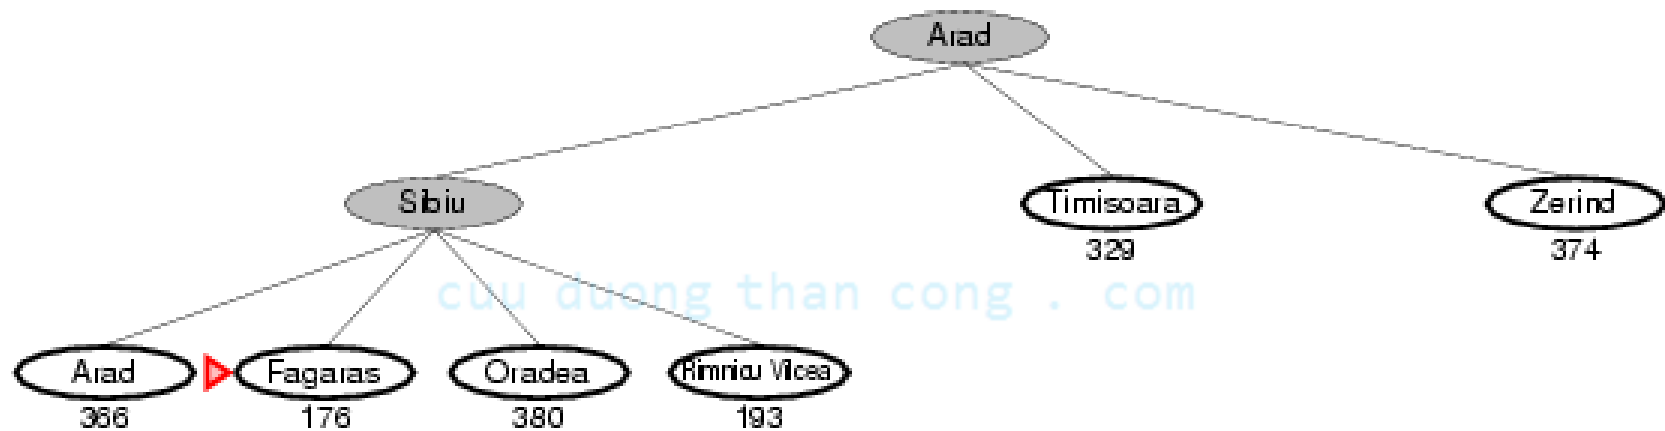 Arad
Sibiu Timisoara Zerind
329 374
cuu duong than cong . com
Arad Fagaras Oradea Rimnicu Vilcea
366 176 380 193